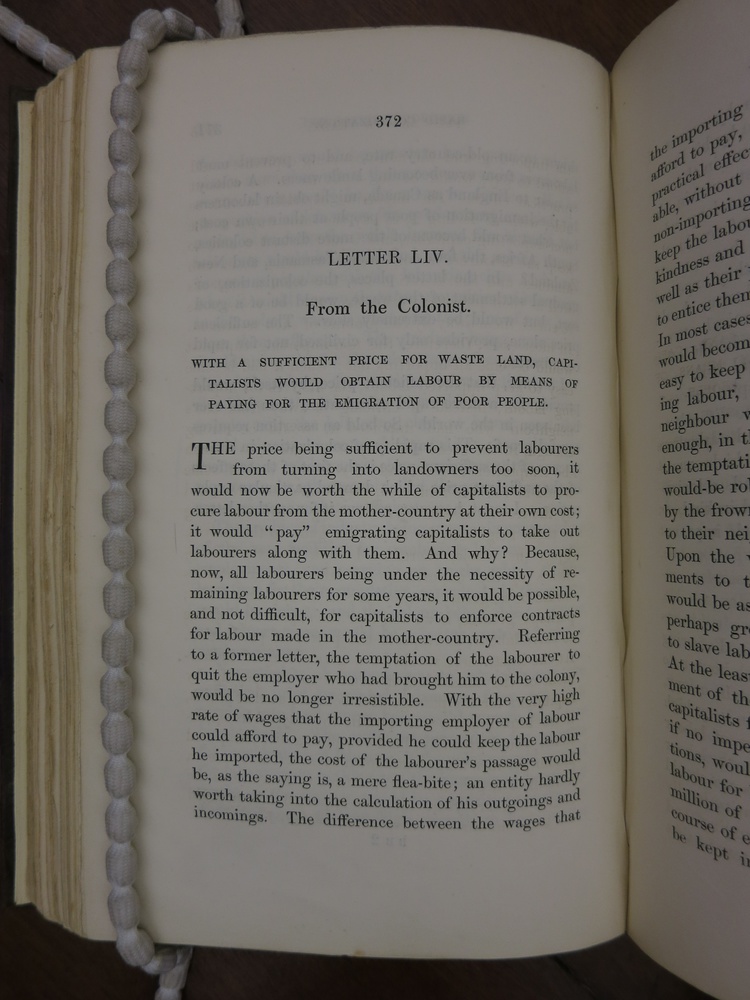 372
LETTER LIV.
From the Colonist.
WITH A SUFFICIENT PRICE FOR WASTE LAND, CAPI-
TALISTS WOULD OBTAIN LABOUR BY MEANS OF
PAYING FOR THE EMIGRATION OF POOR PEOPLE.
THE price being sufficient to prevent labourers
from turning into landowners too soon, it
would now be worth the while of capitalists to pro-
cure labour from the mother-country at their own cost;
it would "pay" emigrating capitalists to take out
labourers along with them. And why? Because,
now, all labourers being under the necessity of re-
maining labourers for some years, it would be possible,
and not difficult, for capitalists to enforce contracts
for labour made in the mother-country. Referring
to a former letter, the temptation of the labourer to
quit the employer who had brought him to the colony,
would be no longer irresistible. With the very high
rate of wages that the importing employer of labour
could afford to pay, provided he could keep the labour
he imported, the cost of the labourer's passage would
be, as the saying is, a mere flea-bite; an entity hardly
worth taking into the calculation of his outgoings and
incomings. The difference between the wages that
the importing
afford to pay,
practical effec
able, without
non-importing
keep the labou
kindness and
well as their
to entice them
In most cases
would becom
easy to keep
ing labour,
neighbour
enough, in t
the temptati
would-be ro
by the frown
to their nei
Upon the
ments to t
would be as
perhaps gr
to slave lab
At the leas
ment of th
capitalists f
if no impe
tions, woul
labour for
million of
course of e
be kept i